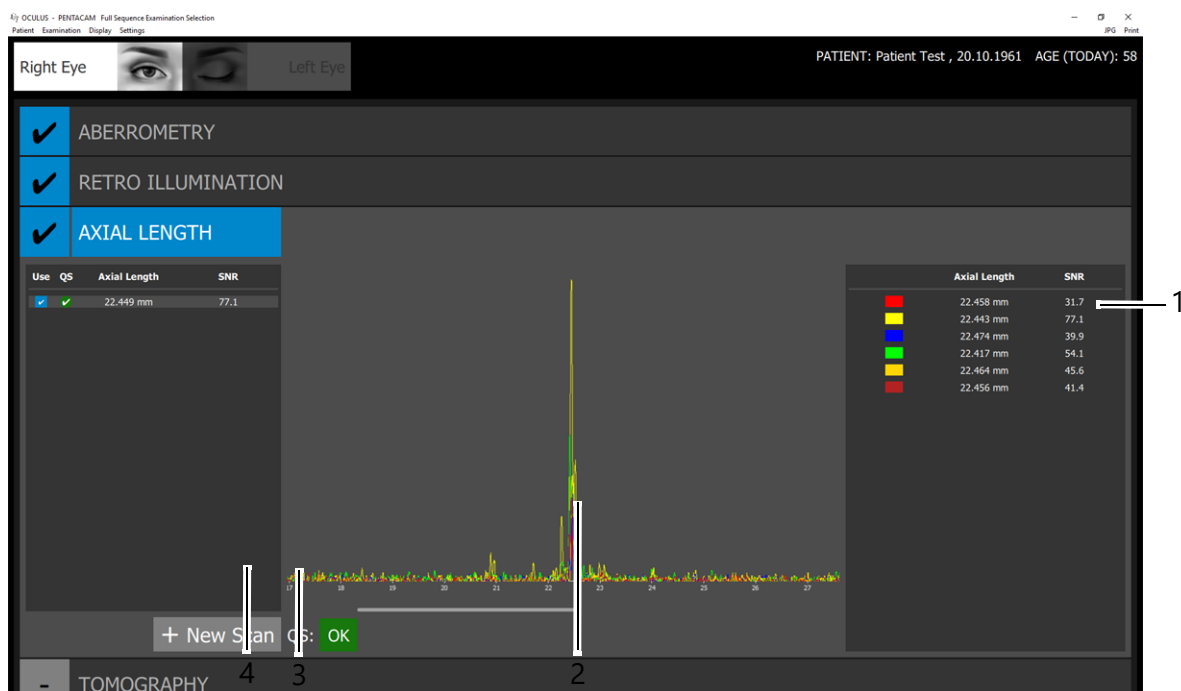 OCULUS - PENTACAM Full Sequence Examination Selection
Patient Examination Display Settings
JPG Print
Right Eye
Left Eye
PATIENT: Patient Test , 20.10.1961 AGE (TODAY): 58
ABERROMETRY
RETRO ILLUMINATION
AXIAL LENGTH
Use QS Axial Length SNR
22.449 mm 77.1
Axial Length SNR
22.458 mm 31.7
22.443 mm 77.1
22.474 mm 39.9
22.417 mm 54.1
22.464 mm 45.6
22.456 mm 41.4
1
17 18 19 20 21 22 23 24 25 26 27
+ New Scan QS: OK
- TOMOGRAPHY
4 3 2